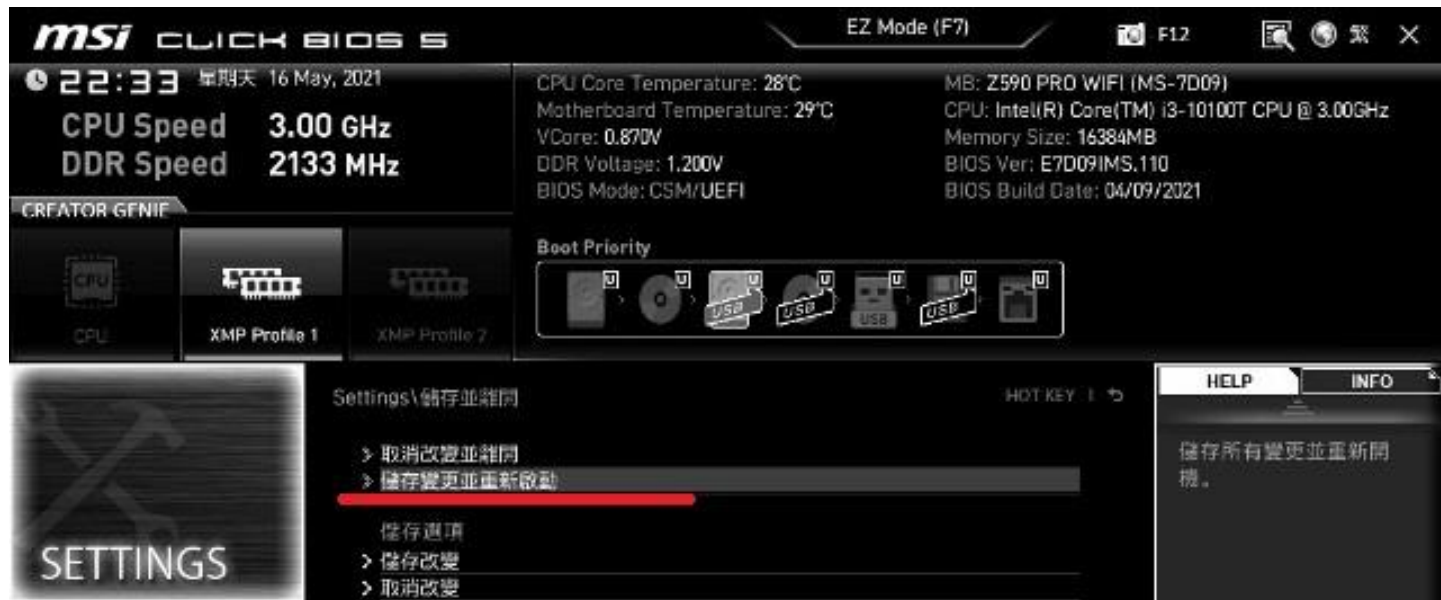 msi CLICK BIOS 5
EZ Mode (F7)
F12
繁
22:33 星期天 16 May, 2021
CPU Speed 3.00 GHz
DDR Speed 2133 MHz
CPU Core Temperature: 28°C
Motherboard Temperature: 29°C
VCore: 0.870V
DDR Voltage: 1.200V
BIOS Mode: CSM/UEFI
MB: Z590 PRO WIFI (MS-7D09)
CPU: Intel(R) Core(TM) i3-10100T CPU @ 3.00GHz
Memory Size: 16384MB
BIOS Ver: E7D09IMS.110
BIOS Build Date: 04/09/2021
CREATOR GENIE
CPU
CPU
XMP Profile 1
XMP Profile 2
Boot Priority
U U U U U U U
USB USB USB USB
SETTINGS
Settings\儲存並離開
HOT KEY
取消改變並離開
儲存變更並重新啟動
儲存選項
儲存改變
取消改變
HELP
INFO
儲存所有變更並重新開
機。